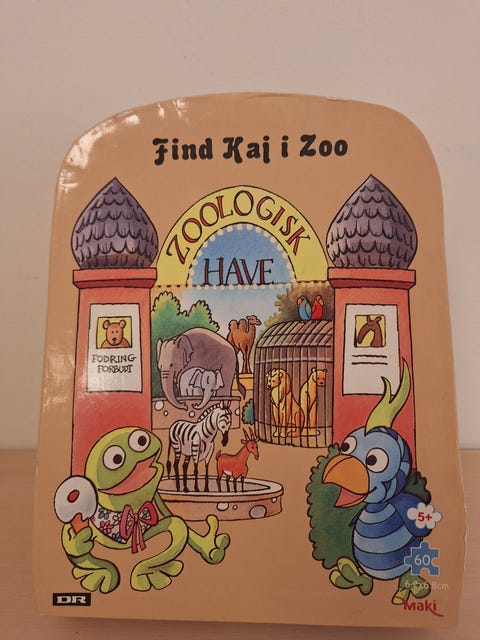 Find Kaj i Zoo
ZOOLOGISK
HAVE
FODRING
FORBUDT
5+
60
DR
Maki